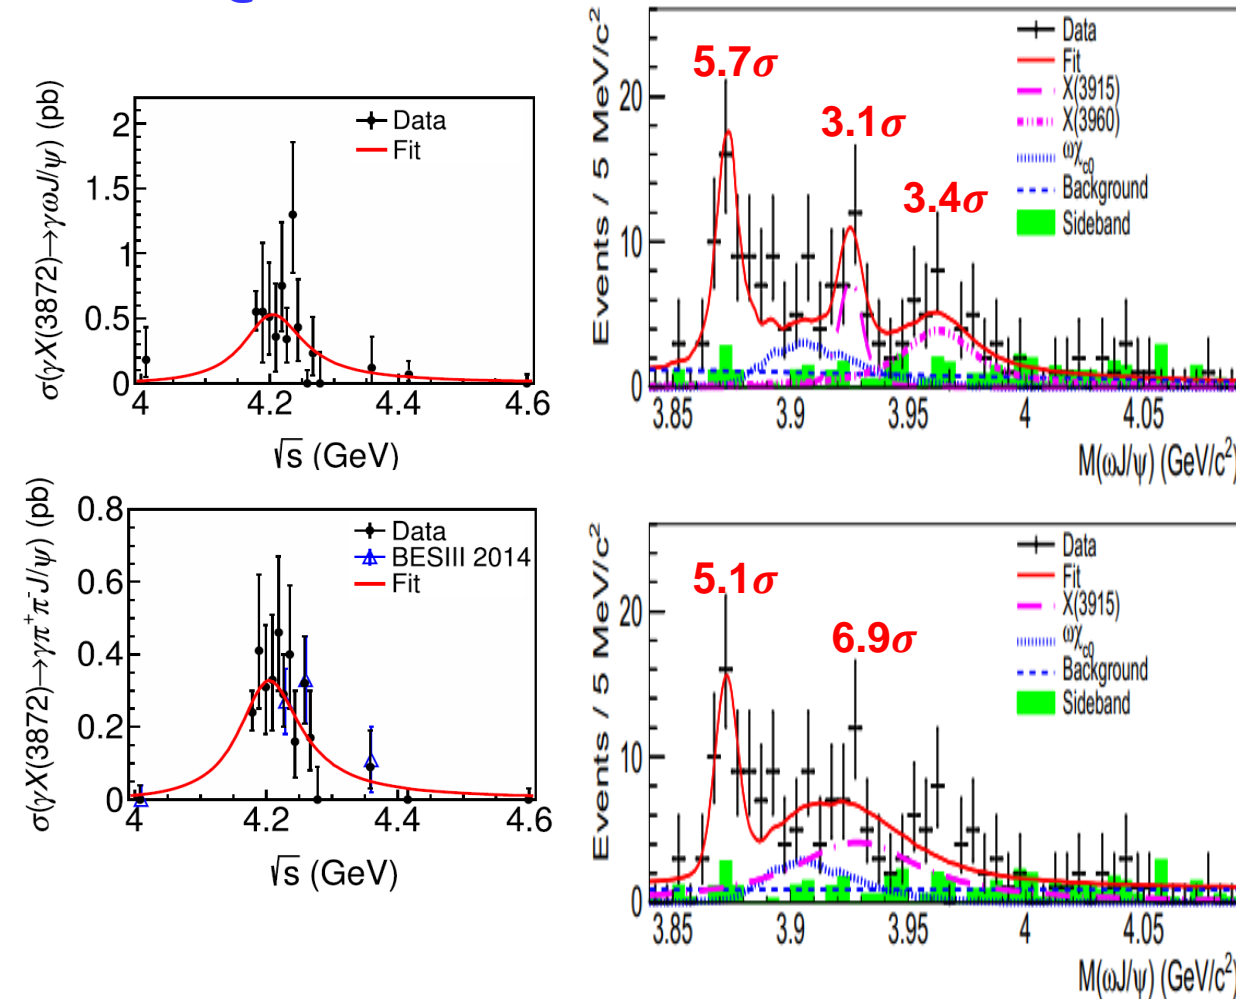 σ(γX(3872)→γωJ/ψ) (pb)
2
1.5
1
0.5
0
Data
Fit
4
4.2
4.4
4.6
√s (GeV)
Events / 5 MeV/c²
20
10
0
5.7σ
3.1σ
3.4σ
Data
Fit
X(3915)
X(3960)
ωχc0
Background
Sideband
3.85
3.9
3.95
4
4.05
M(ωJ/ψ) (GeV/c²)
σ(γX(3872)→γπ⁺π⁻J/ψ) (pb)
0.8
0.6
0.4
0.2
0
Data
BESIII 2014
Fit
4
4.2
4.4
4.6
√s (GeV)
Events / 5 MeV/c²
20
10
0
5.1σ
6.9σ
Data
Fit
X(3915)
ωχc0
Background
Sideband
3.85
3.9
3.95
4
4.05
M(ωJ/ψ) (GeV/c²)